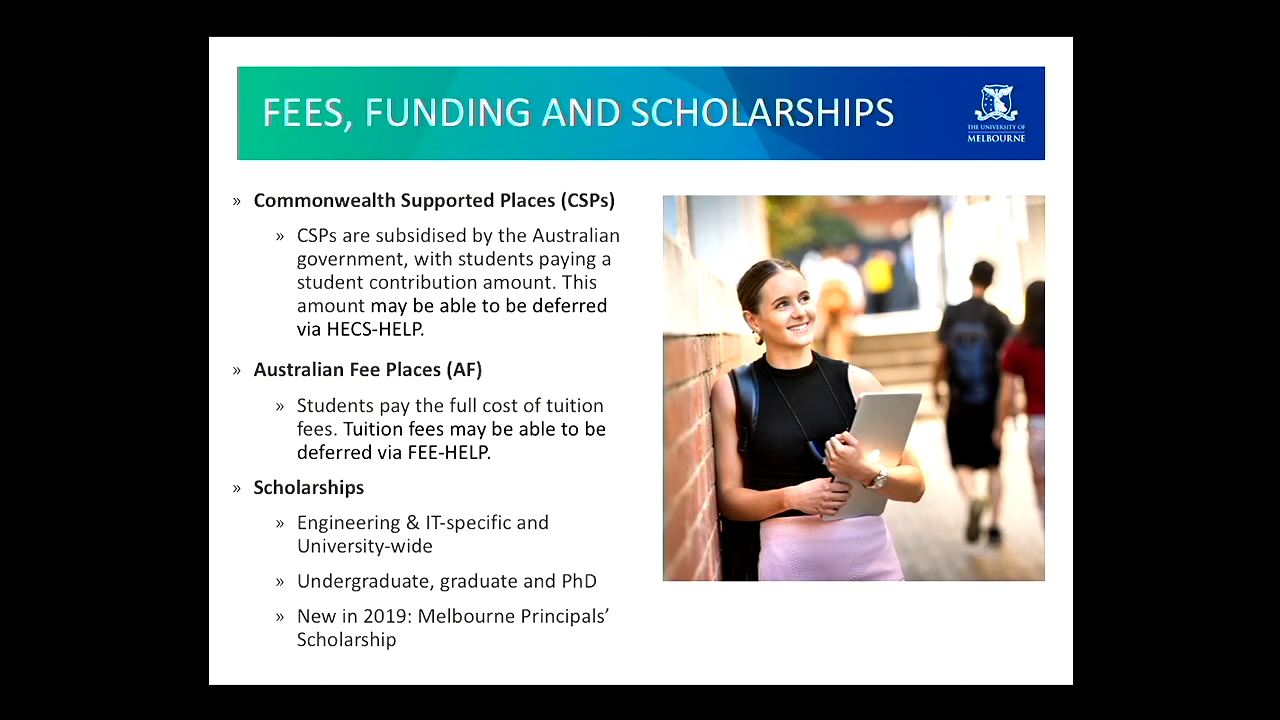 FEES, FUNDING AND SCHOLARSHIPS
THE UNIVERSITY OF
MELBOURNE
» Commonwealth Supported Places (CSPs)
» CSPs are subsidised by the Australian
government, with students paying a
student contribution amount. This
amount may be able to be deferred
via HECS-HELP.
» Australian Fee Places (AF)
» Students pay the full cost of tuition
fees. Tuition fees may be able to be
deferred via FEE-HELP.
» Scholarships
» Engineering & IT-specific and
University-wide
» Undergraduate, graduate and PhD
» New in 2019: Melbourne Principals’
Scholarship